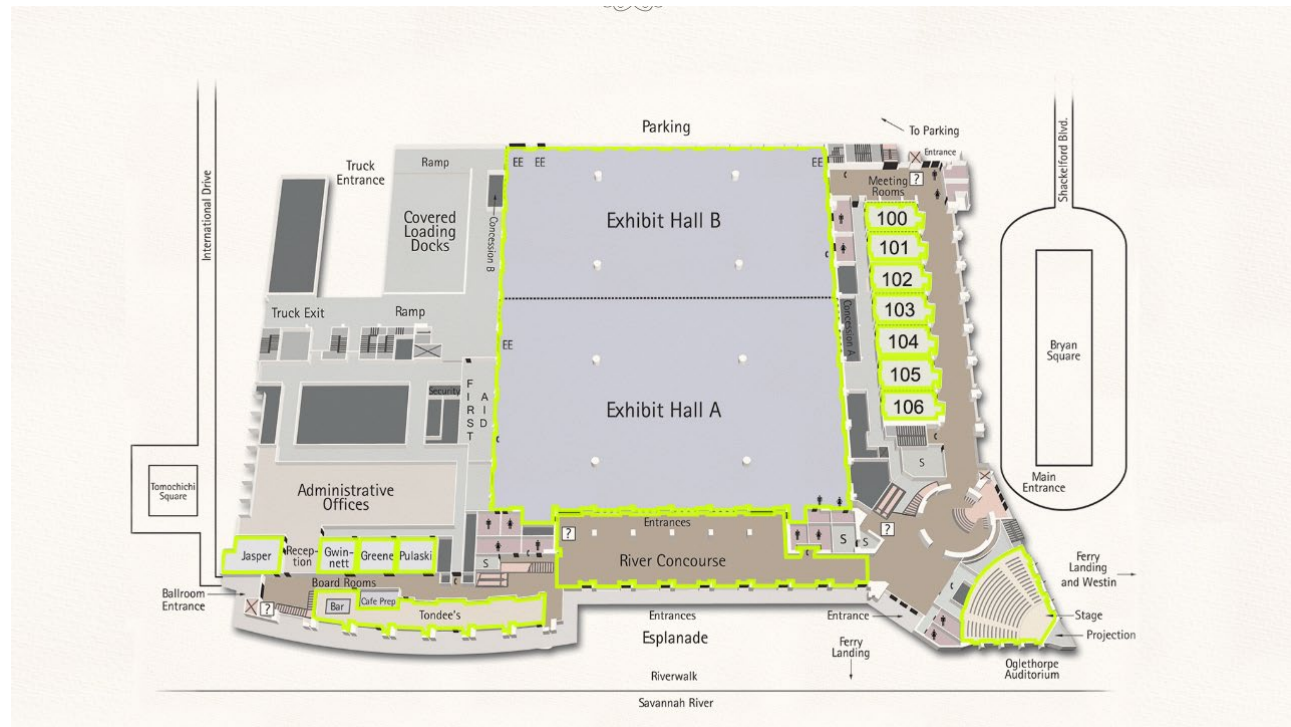 Parking
To Parking
Entrance
Truck
Entrance
Ramp
EE
EE
EE
Meeting
Rooms
?
International Drive
Shackelford Blvd.
Covered
Loading
Docks
Concession B
Exhibit Hall B
100
101
102
103
104
105
106
Concession A
Truck Exit
Ramp
EE
Bryan
Square
Security
FIRST
AID
Exhibit Hall A
S
Main
Entrance
Tomochichi
Square
Administrative
Offices
Entrances
?
?
S
S
River Concourse
Jasper
Recep-
tion
Gwin-
nett
Greene
Pulaski
S
Board Rooms
Ballroom
Entrance
?
Bar
Cafe Prep
Tondee's
Entrances
Esplanade
Entrance
Ferry
Landing
Ferry
Landing
and Westin
Stage
Projection
Oglethorpe
Auditorium
Riverwalk
Savannah River